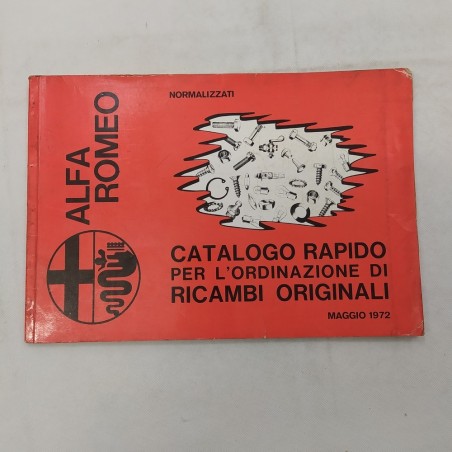 ALFA
ROMEO
NORMALIZZATI
CATALOGO RAPIDO
PER L'ORDINAZIONE DI
RICAMBI ORIGINALI
MAGGIO 1972